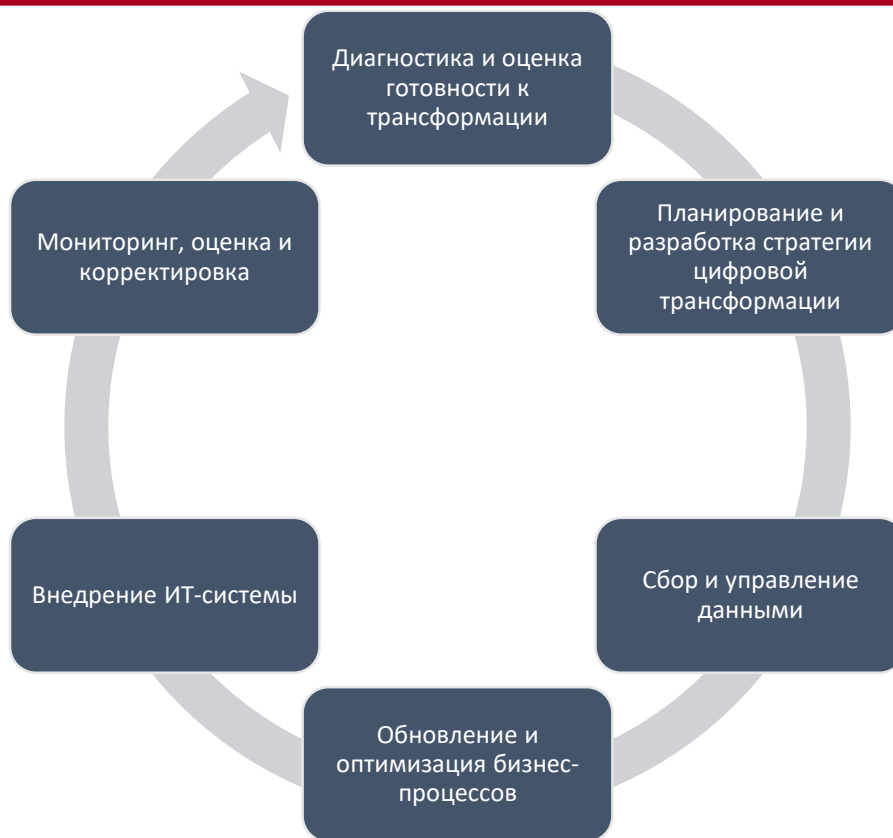 Диагностика и оценка
готовности к
трансформации
Планирование и
разработка стратегии
цифровой
трансформации
Сбор и управление
данными
Обновление и
оптимизация бизнес-
процессов
Внедрение ИТ-системы
Мониторинг, оценка и
корректировка